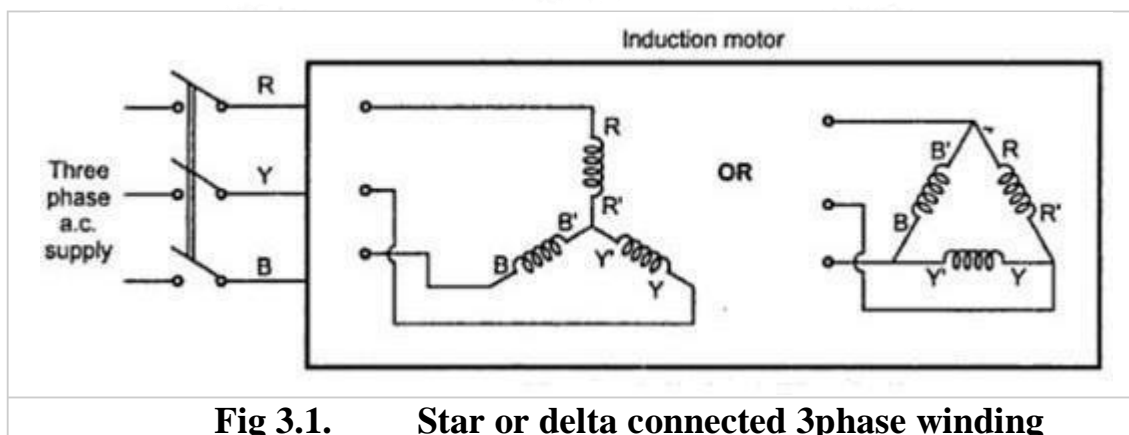 Induction motor
R
Y
B
Three
phase
a.c.
supply
R
R'
B'
B
Y'
Y
OR
B'
R
B
R'
Y'
Y
Fig 3.1. Star or delta connected 3phase winding